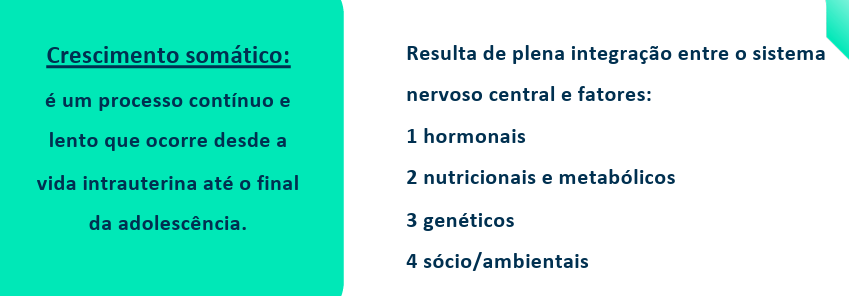 Crescimento somático:
é um processo contínuo e
lento que ocorre desde a
vida intrauterina até o final
da adolescência.
Resulta de plena integração entre o sistema
nervoso central e fatores:
1 hormonais
2 nutricionais e metabólicos
3 genéticos
4 sócio/ambientais